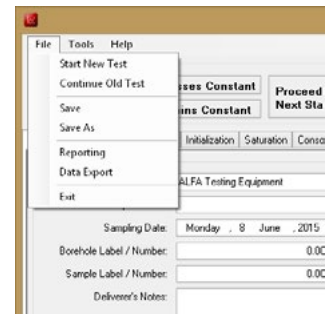 File Tools Help
Start New Test
Continue Old Test
Save
Save As
Reporting
Data Export
Exit
sses Constant
ins Constant
Proceed
Next Sta
Initialization Saturation Conso
ALFA Testing Equipment
Sampling Date: Monday , 8 June , 2015
Borehole Label / Number: 0.00
Sample Label / Number: 0.00
Deliverer's Notes: